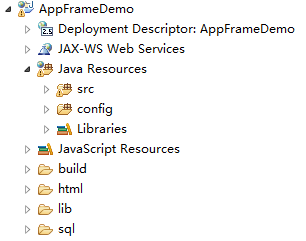 AppFrameDemo
Deployment Descriptor: AppFrameDemo
JAX-WS Web Services
Java Resources
src
config
Libraries
JavaScript Resources
build
html
lib
sql